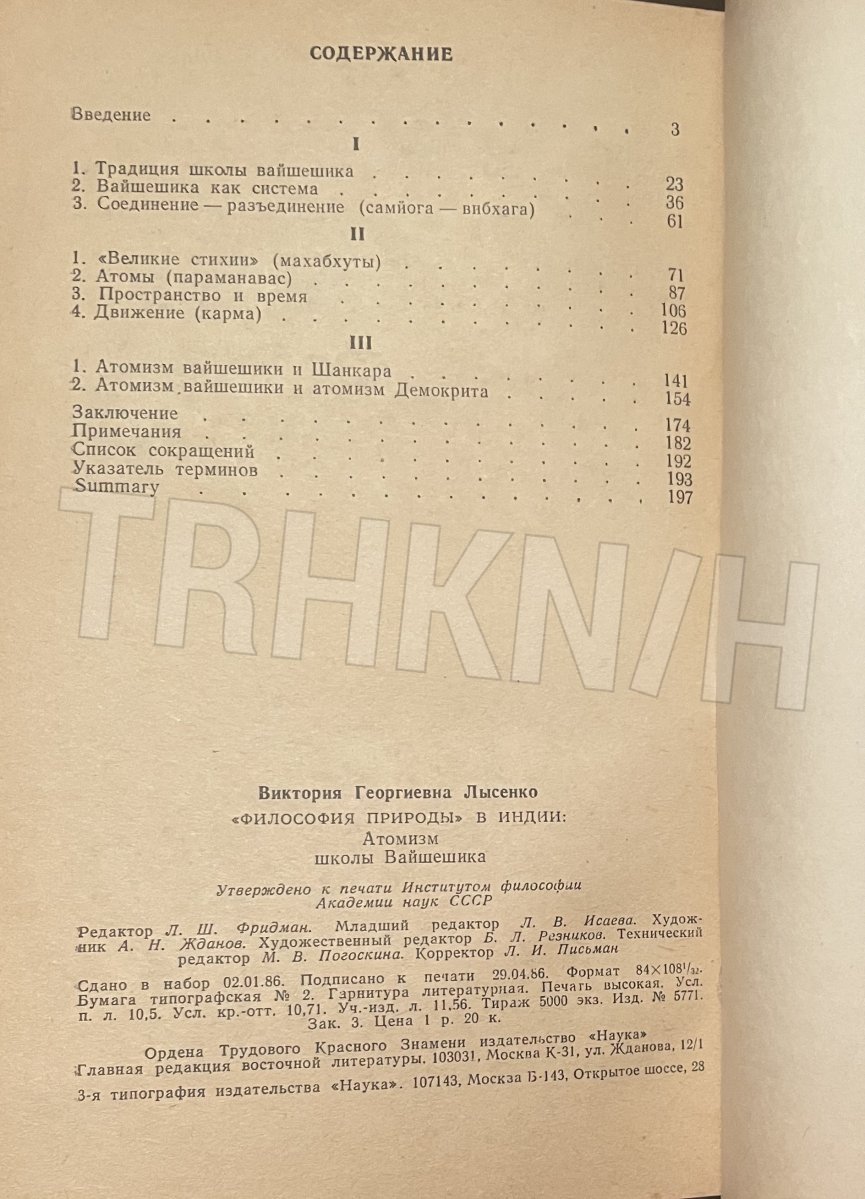 СОДЕРЖАНИЕ
Введение . . . . . . . . . . . . . . 3
I
1. Традиция школы вайшешика . . . . . . . . 23
2. Вайшешика как система . . . . . . . . . 36
3. Соединение — разъединение (самйога — вибхага) . . . 61
II
1. «Великие стихии» (махабхуты) . . . . . . . 71
2. Атомы (параманавас) . . . . . . . . . . 87
3. Пространство и время . . . . . . . . . 106
4. Движение (карма) . . . . . . . . . . 126
III
1. Атомизм вайшешики и Шанкара . . . . . . . 141
2. Атомизм вайшешики и атомизм Демокрита . . . . 154
Заключение . . . . . . . . . . . . 174
Примечания . . . . . . . . . . . . 182
Список сокращений . . . . . . . . . . 192
Указатель терминов . . . . . . . . . . 193
Summary . . . . . . . . . . . . 197
TRHKN/H
Виктория Георгиевна Лысенко
«ФИЛОСОФИЯ ПРИРОДЫ» В ИНДИИ:
Атомизм
школы Вайшешика
Утверждено к печати Институтом философии
Академии наук СССР
Редактор Л. Ш. Фридман. Младший редактор Л. В. Исаева. Худож-
ник А. Н. Жданов. Художественный редактор Б. Л. Резников. Технический
редактор М. В. Погоскина. Корректор Л. И. Письман
Сдано в набор 02.01.86. Подписано к печати 29.04.86. Формат 84×108¹/₃₂.
Бумага типографская № 2. Гарнитура литературная. Печать высокая. Усл.
п. л. 10,5. Усл. кр.-отт. 10,71. Уч.-изд. л. 11,56. Тираж 5000 экз. Изд. № 5771.
Зак. 3. Цена 1 р. 20 к.
Ордена Трудового Красного Знамени издательство «Наука»
Главная редакция восточной литературы. 103031, Москва К-31, ул. Жданова, 12/1
3-я типография издательства «Наука». 107143, Москва Б-143, Открытое шоссе, 28